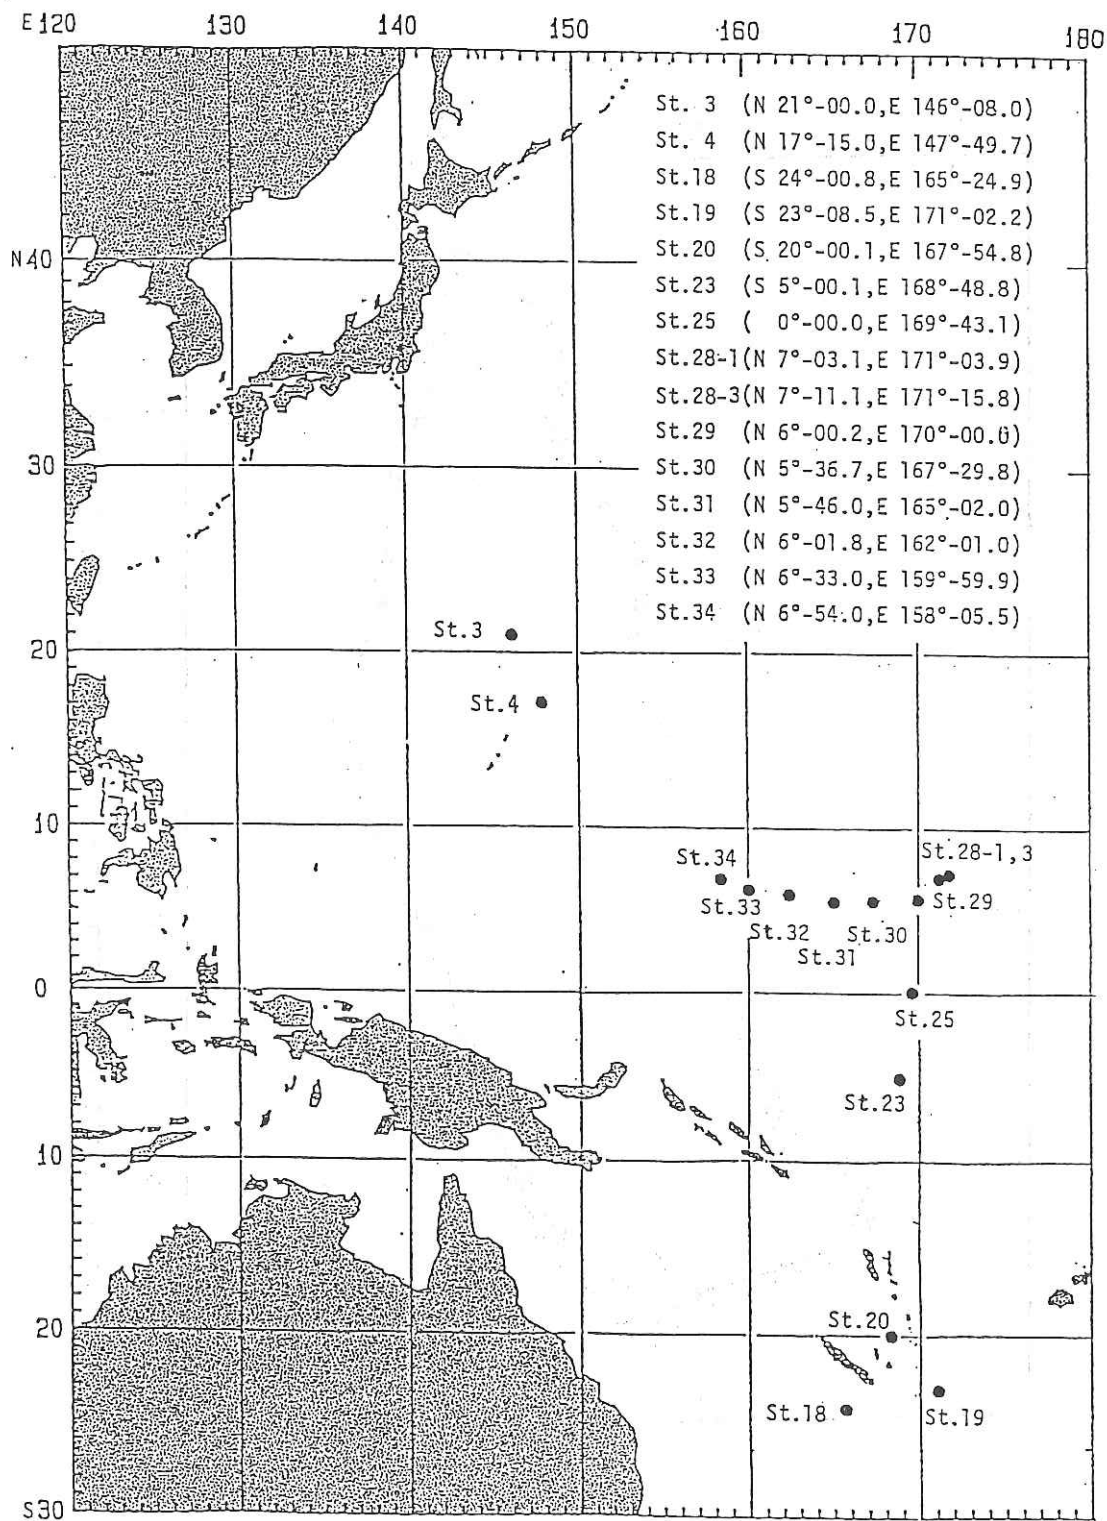 E 120 130 140 150 160 170 180
St. 3 (N 21°-00.0,E 146°-08.0)
St. 4 (N 17°-15.0,E 147°-49.7)
St.18 (S 24°-00.8,E 165°-24.9)
St.19 (S 23°-08.5,E 171°-02.2)
St.20 (S 20°-00.1,E 167°-54.8)
St.23 (S 5°-00.1,E 168°-48.8)
St.25 ( 0°-00.0,E 169°-43.1)
St.28-1(N 7°-03.1,E 171°-03.9)
St.28-3(N 7°-11.1,E 171°-15.8)
St.29 (N 6°-00.2,E 170°-00.0)
St.30 (N 5°-36.7,E 167°-29.8)
St.31 (N 5°-46.0,E 165°-02.0)
St.32 (N 6°-01.8,E 162°-01.0)
St.33 (N 6°-33.0,E 159°-59.9)
St.34 (N 6°-54.0,E 158°-05.5)
N 40
30
St.3
20
St.4
10
St.28-1,3
St.34
St.33
St.29
St.32
St.30
St.31
0
St.25
St.23
10
St.20
20
St.18
St.19
S 30